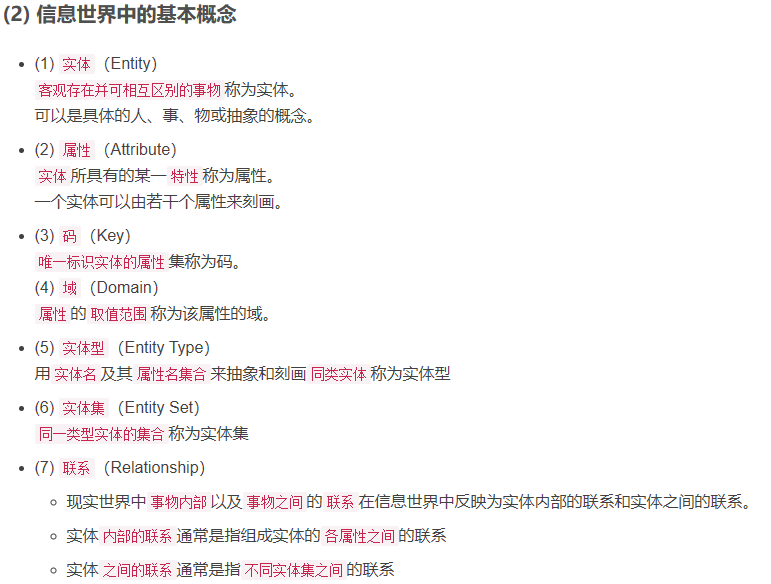 (2) 信息世界中的基本概念
(1) 实体 （Entity）
客观存在并可相互区别的事物 称为实体。
可以是具体的人、事、物或抽象的概念。
(2) 属性 （Attribute）
实体 所具有的某一 特性 称为属性。
一个实体可以由若干个属性来刻画。
(3) 码 （Key）
唯一标识实体的属性 集称为码。
(4) 域 （Domain）
属性 的 取值范围 称为该属性的域。
(5) 实体型 （Entity Type）
用 实体名 及其 属性名集合 来抽象和刻画 同类实体 称为实体型
(6) 实体集 （Entity Set）
同一类型实体的集合 称为实体集
(7) 联系 （Relationship）
现实世界中 事物内部 以及 事物之间 的 联系 在信息世界中反映为实体内部的联系和实体之间的联系。
实体 内部的联系 通常是指组成实体的 各属性之间 的联系
实体 之间的联系 通常是指 不同实体集之间 的联系